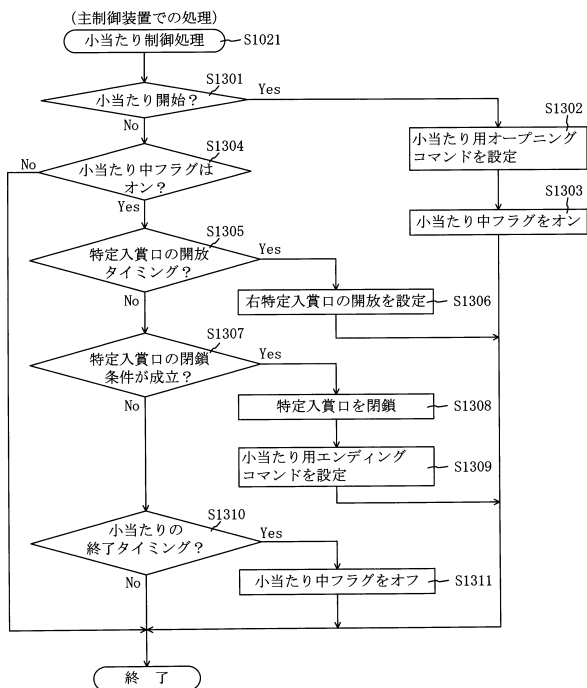 (主制御装置での処理)
小当たり制御処理
S1021
S1301
小当たり開始？
Yes
No
S1302
小当たり用オープニング
コマンドを設定
S1304
No
小当たり中フラグは
オン？
Yes
S1303
小当たり中フラグをオン
S1305
特定入賞口の開放
タイミング？
Yes
No
右特定入賞口の開放を設定
S1306
S1307
特定入賞口の閉鎖
条件が成立？
Yes
No
特定入賞口を閉鎖
S1308
小当たり用エンディング
コマンドを設定
S1309
S1310
小当たりの
終了タイミング？
Yes
No
小当たり中フラグをオフ
S1311
終 了